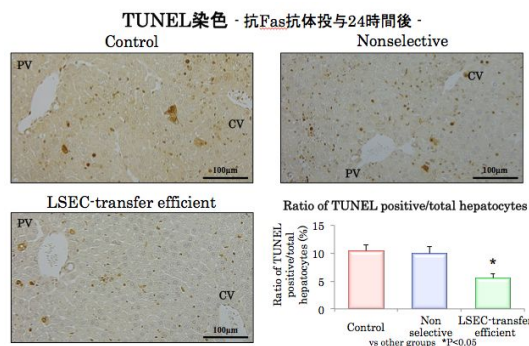 TUNEL染色 - 抗Fas抗体投与24時間後 -
Control
PV
CV
100μm
Nonselective
CV
PV
100μm
LSEC-transfer efficient
PV
CV
100μm
Ratio of TUNEL positive/total hepatocytes
Ratio of TUNEL
positive/total
hepatocytes (%)
15
10
5
0
*
Control
Non
selective
LSEC-transfer
efficient
vs other groups *P<0.05